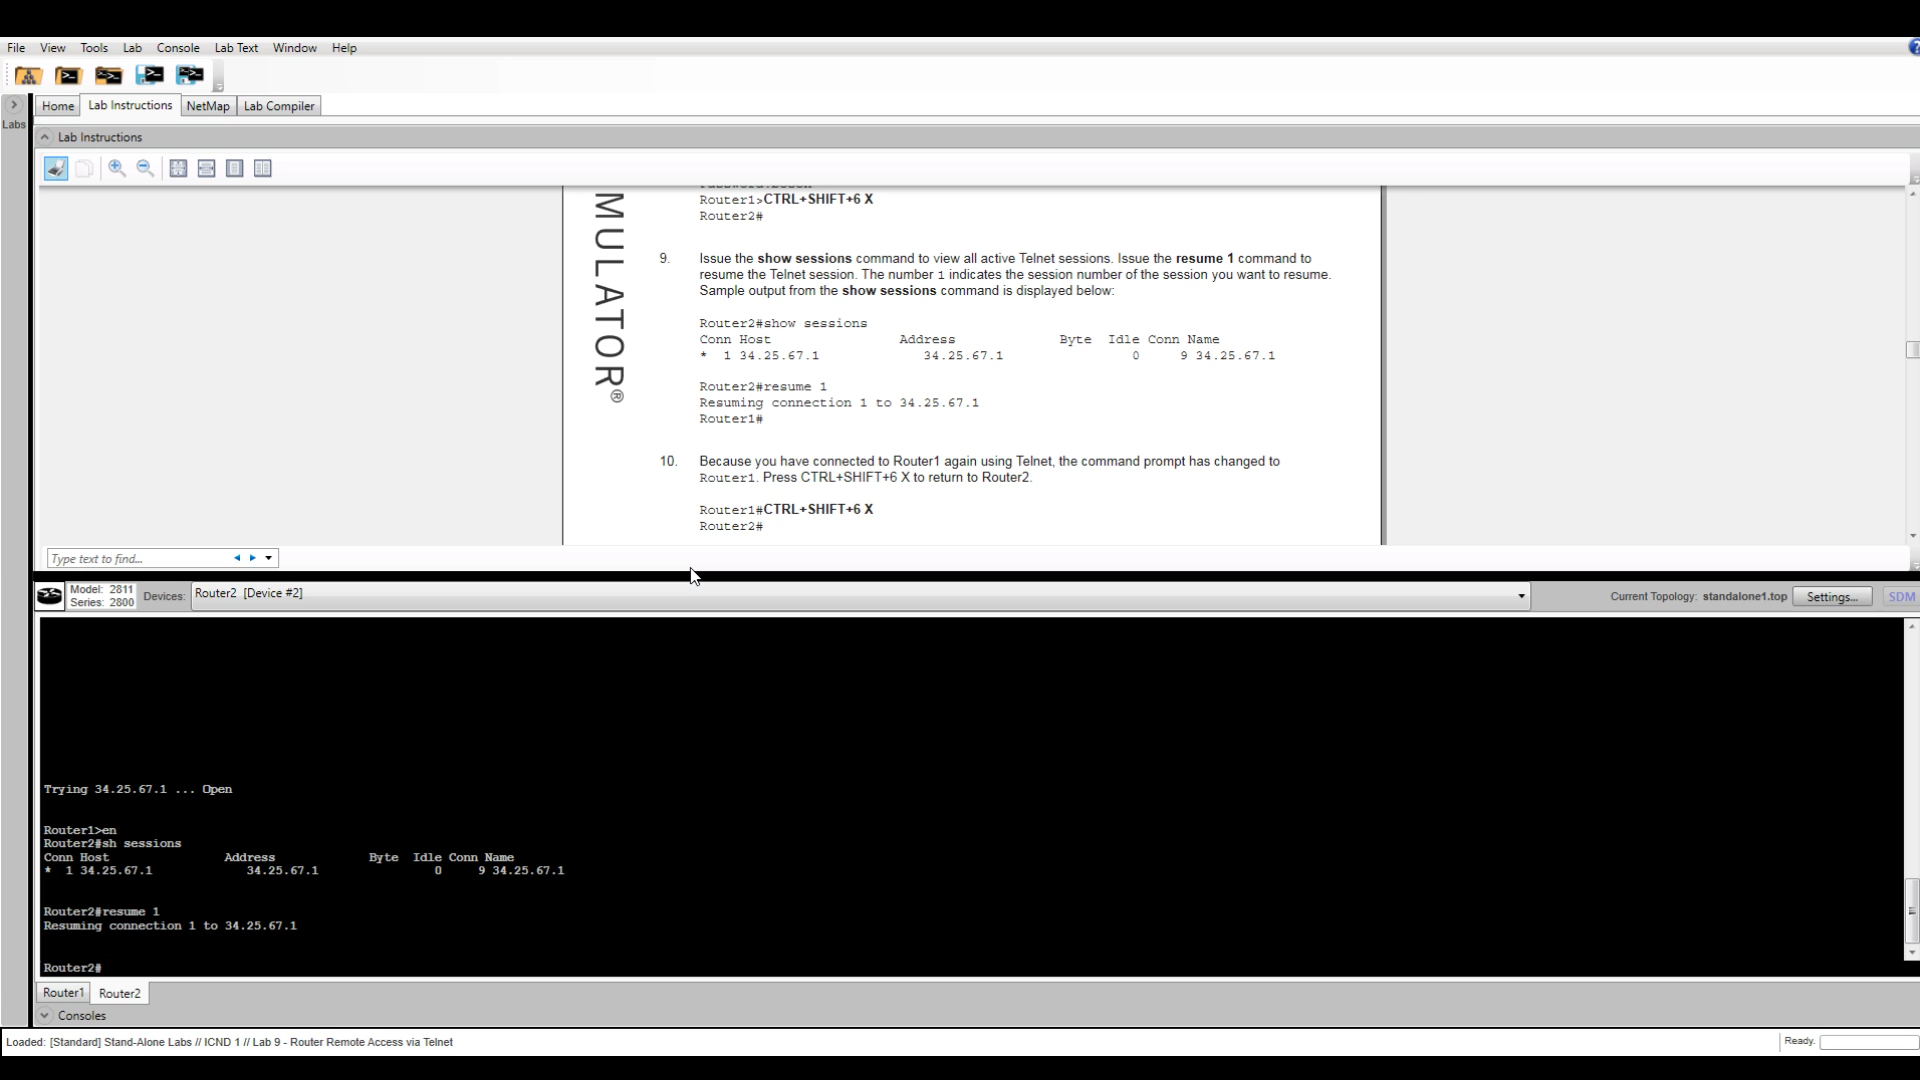 File View Tools Lab Console Lab Text Window Help
Home Lab Instructions NetMap Lab Compiler
Labs
Lab Instructions
MULATOR®
Router1>CTRL+SHIFT+6 X
Router2#
9. Issue the show sessions command to view all active Telnet sessions. Issue the resume 1 command to
resume the Telnet session. The number 1 indicates the session number of the session you want to resume.
Sample output from the show sessions command is displayed below:
Router2#show sessions
Conn Host Address Byte Idle Conn Name
* 1 34.25.67.1 34.25.67.1 0 9 34.25.67.1
Router2#resume 1
Resuming connection 1 to 34.25.67.1
Router1#
10. Because you have connected to Router1 again using Telnet, the command prompt has changed to
Router1. Press CTRL+SHIFT+6 X to return to Router2.
Router1#CTRL+SHIFT+6 X
Router2#
Type text to find...
Model: 2811
Series: 2800
Devices: Router2 [Device #2] Current Topology: standalone1.top Settings... SDM
Trying 34.25.67.1 ... Open
Router1>en
Router2#sh sessions
Conn Host Address Byte Idle Conn Name
* 1 34.25.67.1 34.25.67.1 0 9 34.25.67.1
Router2#resume 1
Resuming connection 1 to 34.25.67.1
Router2#
Router1 Router2
Consoles
Loaded: [Standard] Stand-Alone Labs // ICND 1 // Lab 9 - Router Remote Access via Telnet Ready.